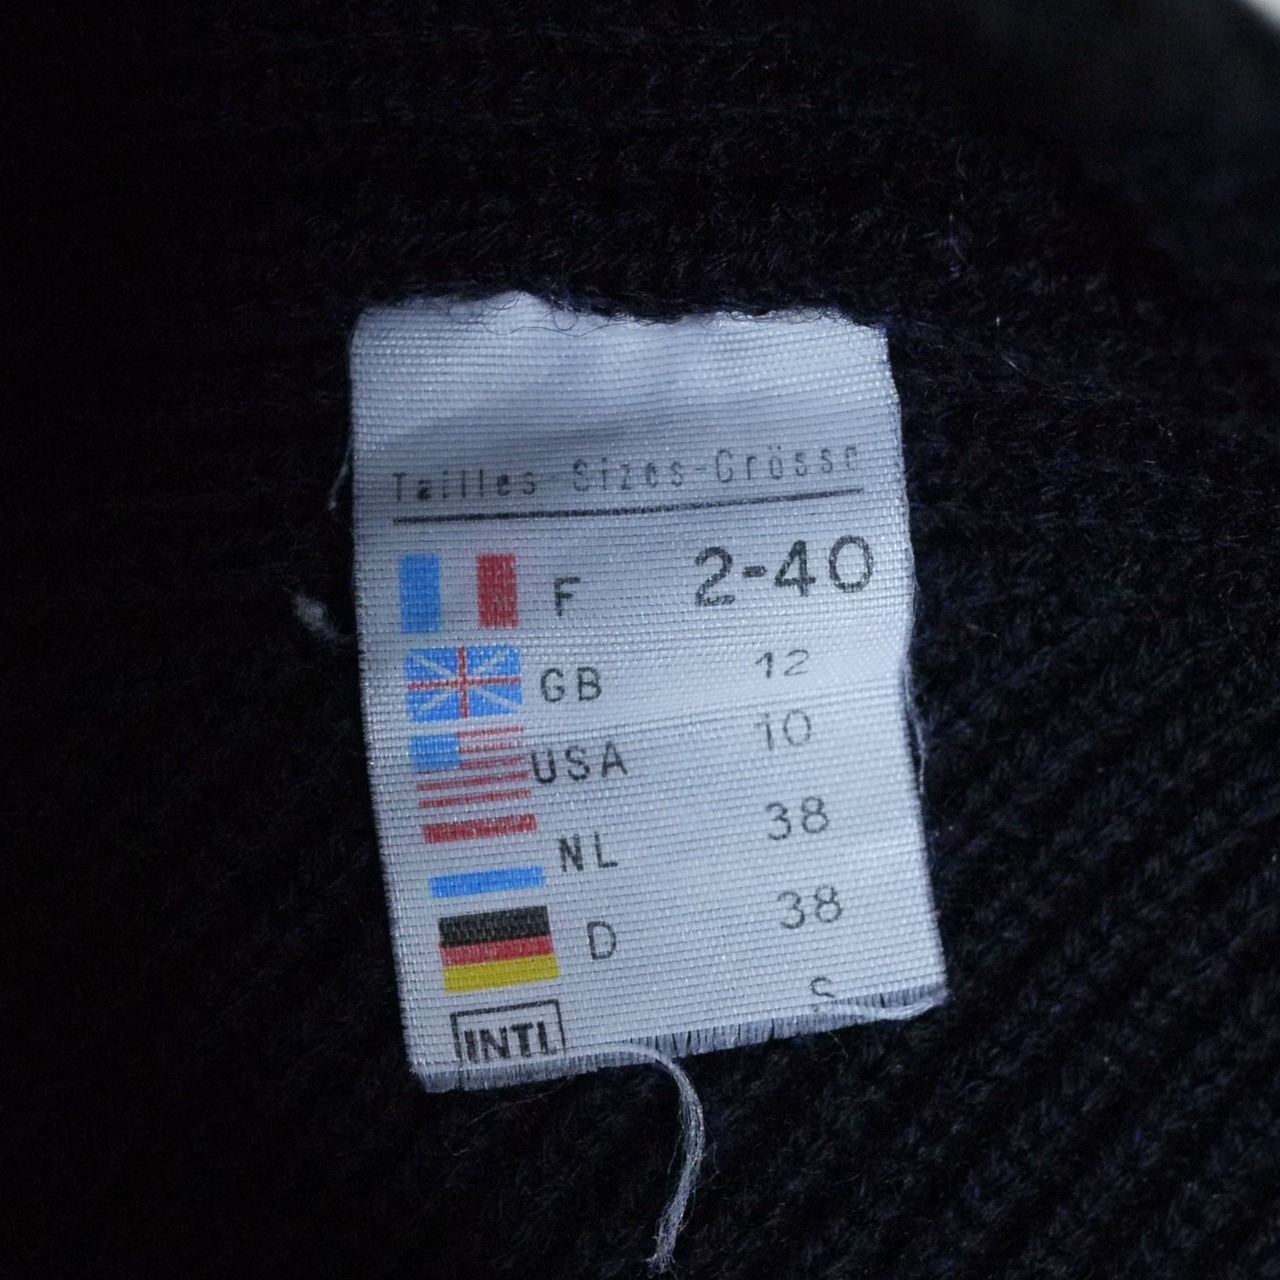 Tailles-Sizes-Grösse
F 2-40
GB 12
USA 10
NL 38
D 38
INTL S